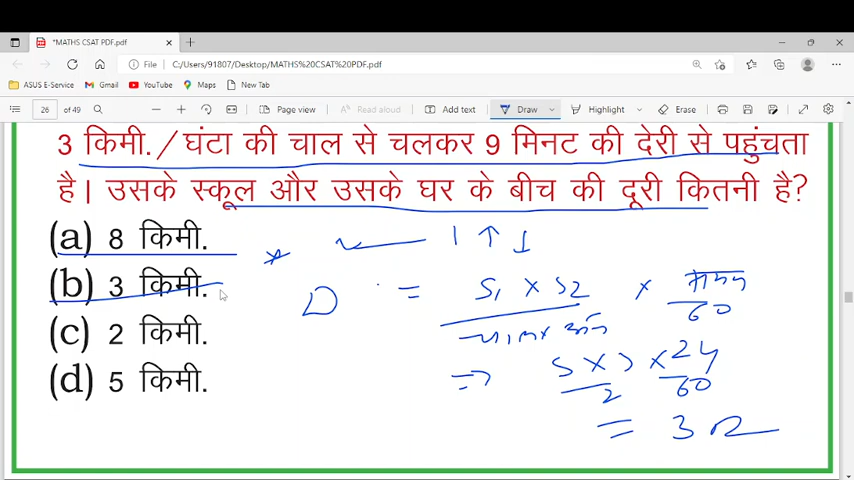 *MATHS CSAT PDF.pdf
File C:/Users/91807/Desktop/MATHS%20CSAT%20PDF.pdf
ASUS E-Service Gmail YouTube Maps New Tab
26 of 49 Page view Read aloud Add text Draw Highlight Erase
3 किमी./घंटा की चाल से चलकर 9 मिनट की देरी से पहुंचता
है। उसके स्कूल और उसके घर के बीच की दूरी कितनी है?
(a) 8 किमी.
(b) 3 किमी.
(c) 2 किमी.
(d) 5 किमी.
D = S1 × S2 ×
60
=> 5 × 3 × 24
2 60
= 3